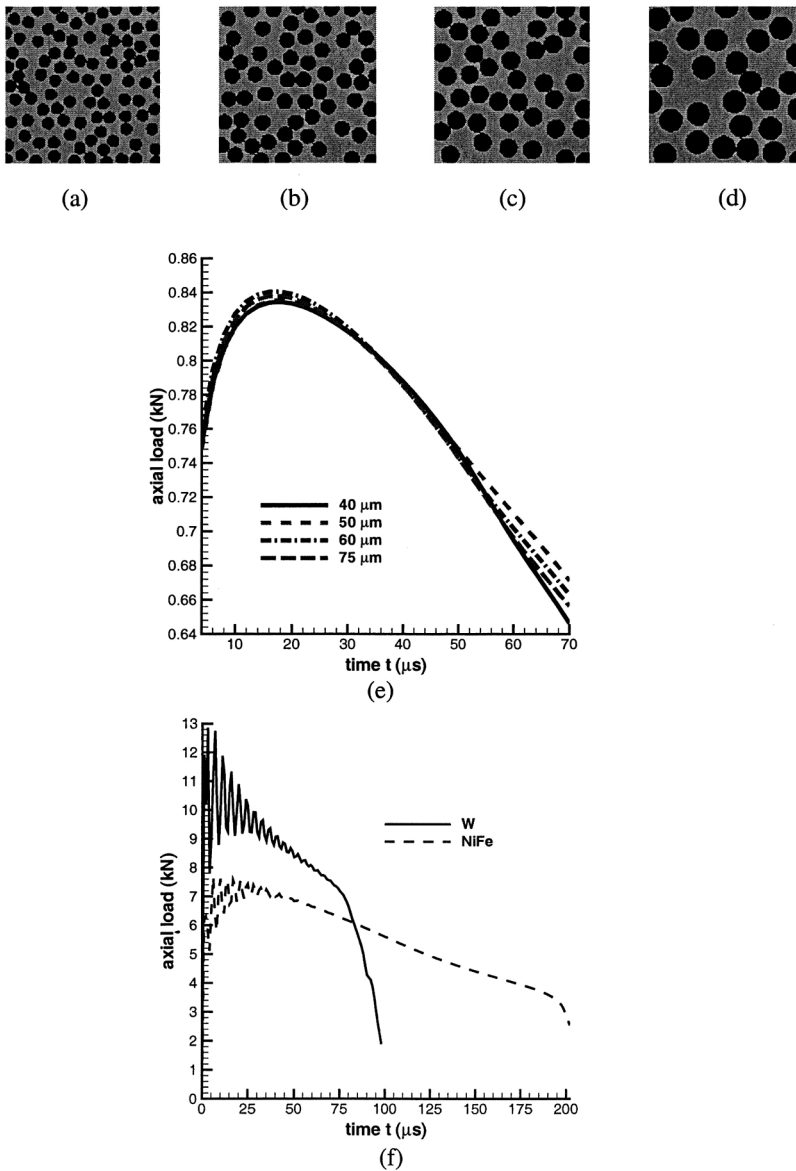 (a) (b) (c) (d)
0.86
0.84
0.82
0.8
0.78
0.76
0.74
0.72
0.7
0.68
0.66
0.64
axial load (kN)
40 μm
50 μm
60 μm
75 μm
10 20 30 40 50 60 70
time t (μs)
(e)
13
12
11
10
9
8
7
6
5
4
3
2
1
0
axial load (kN)
W
NiFe
0 25 50 75 100 125 150 175 200
time t (μs)
(f)